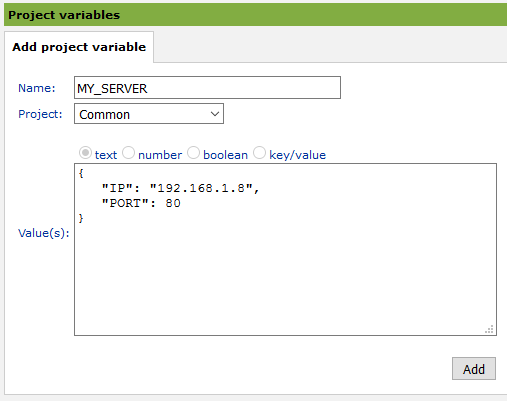 Project variables
Add project variable
Name: MY_SERVER
Project: Common
text number boolean key/value
Value(s):
{
"IP": "192.168.1.8",
"PORT": 80
}
Add